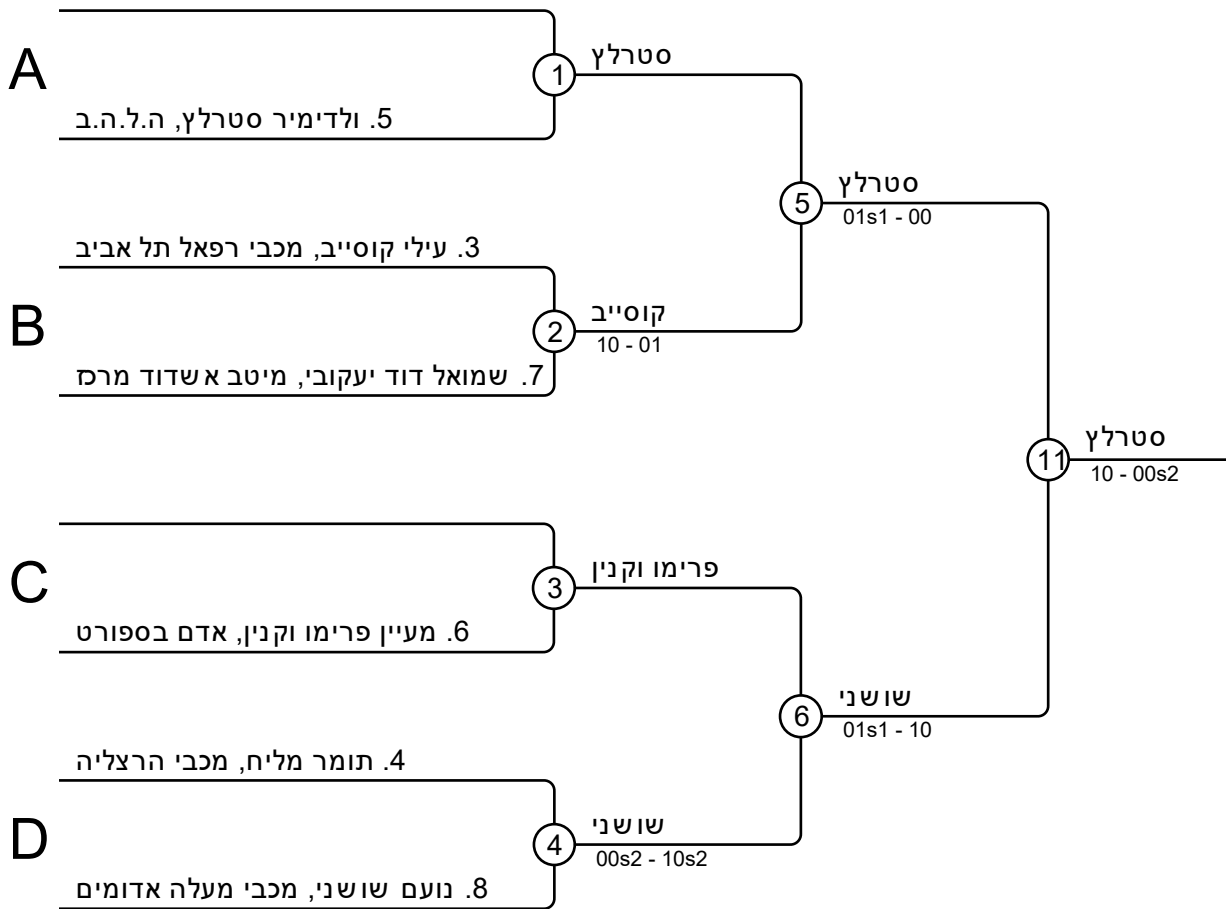 A
1
סטרלץ
5. ולדימיר סטרלץ, ה.ל.ה.ב
5
סטרלץ
01s1 - 00
3. עילי קוסייב, מכבי רפאל תל אביב
B
2
קוסייב
10 - 01
7. שמואל דוד יעקובי, מיטב אשדוד מרכז
11
סטרלץ
10 - 00s2
C
3
פרימו וקנין
6. מעיין פרימו וקנין, אדם בספורט
6
שושני
01s1 - 10
4. תומר מליח, מכבי הרצליה
D
4
שושני
00s2 - 10s2
8. נועם שושני, מכבי מעלה אדומים